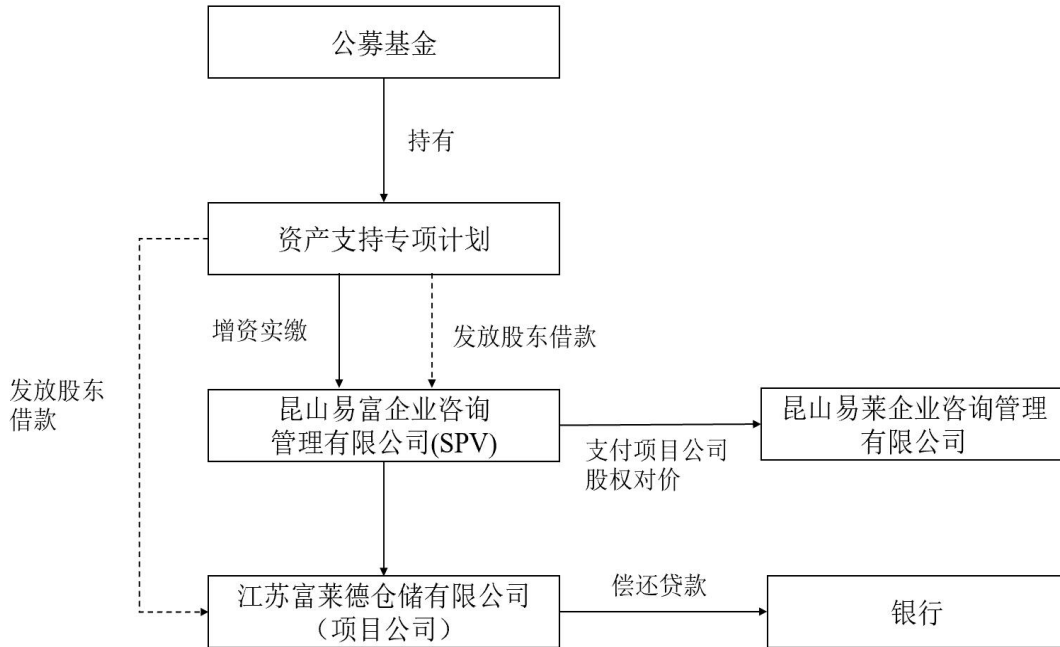 公募基金
持有
资产支持专项计划
增资实缴
发放股东借款
发放股东
借款
昆山易富企业咨询
管理有限公司(SPV)
支付项目公司
股权对价
昆山易莱企业咨询管理
有限公司
江苏富莱德仓储有限公司
（项目公司）
偿还贷款
银行